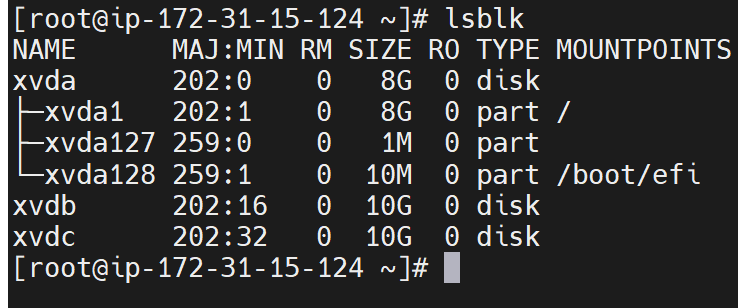 [root@ip-172-31-15-124 ~]# lsblk
NAME      MAJ:MIN RM SIZE RO TYPE MOUNTPOINTS
xvda      202:0    0   8G  0 disk
├─xvda1   202:1    0   8G  0 part /
├─xvda127 259:0    0   1M  0 part
└─xvda128 259:1    0  10M  0 part /boot/efi
xvdb      202:16   0  10G  0 disk
xvdc      202:32   0  10G  0 disk
[root@ip-172-31-15-124 ~]#